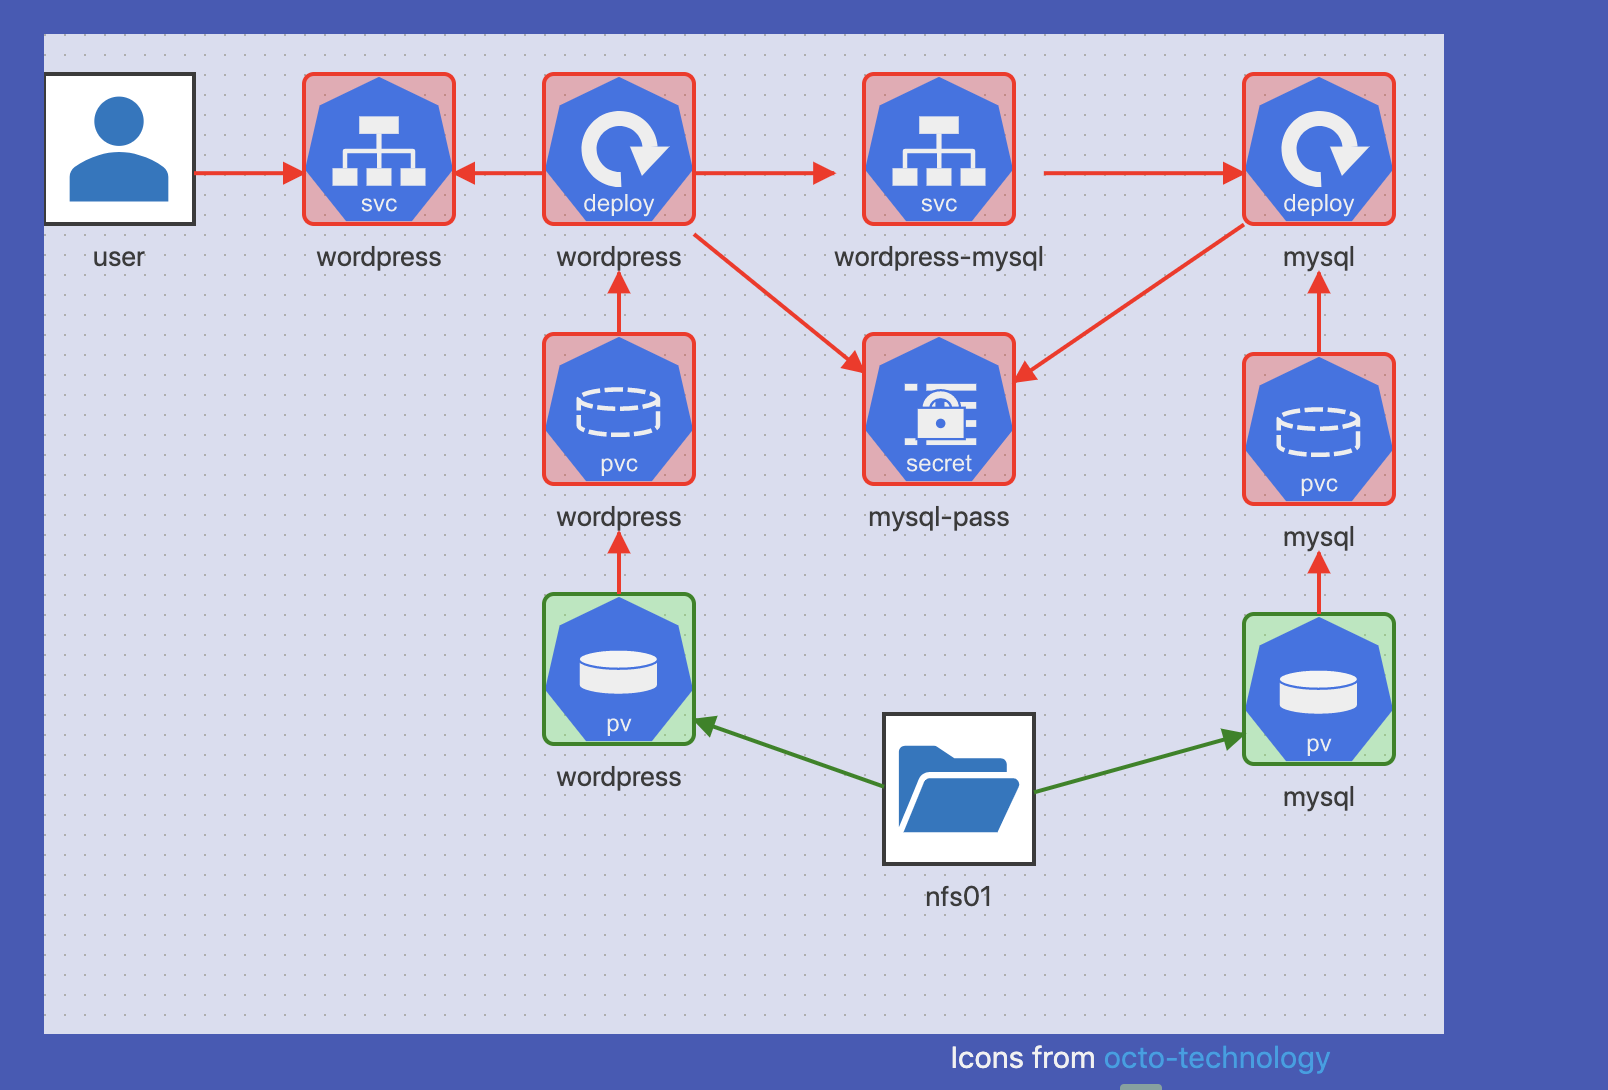 svc
deploy
svc
deploy
user
wordpress
wordpress
wordpress-mysql
mysql
pvc
secret
pvc
wordpress
mysql-pass
mysql
pv
pv
wordpress
mysql
nfs01
Icons from octo-technology